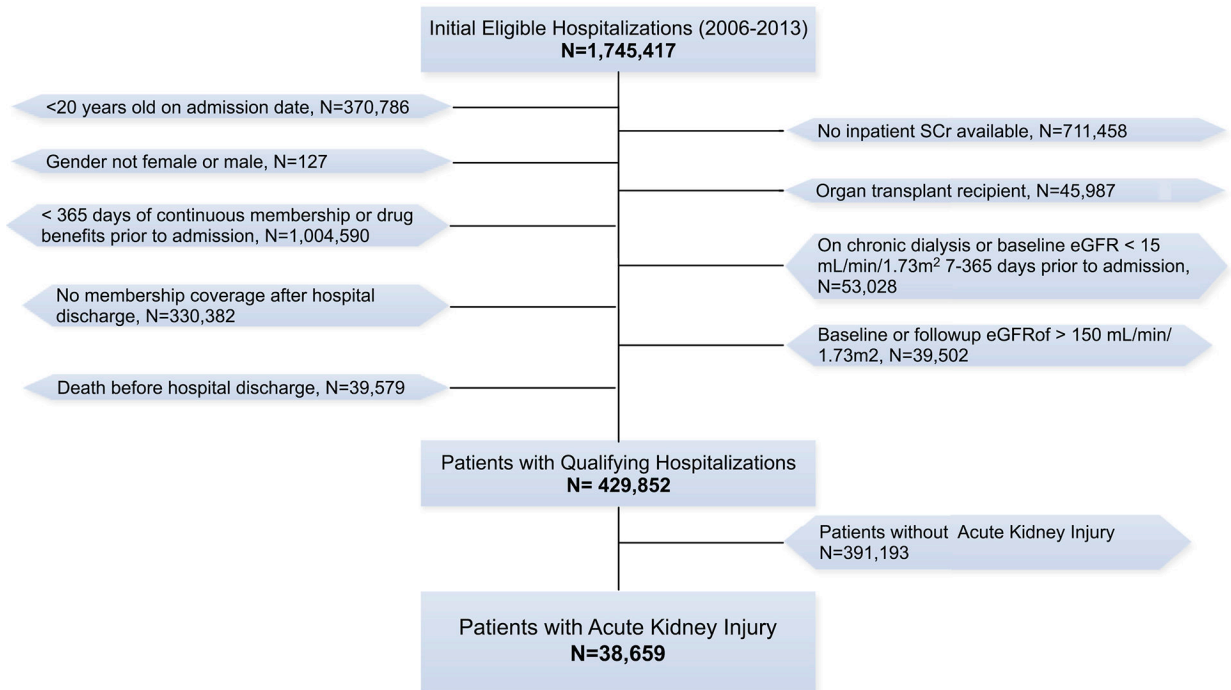 Initial Eligible Hospitalizations (2006-2013)
N=1,745,417
<20 years old on admission date, N=370,786
No inpatient SCr available, N=711,458
Gender not female or male, N=127
Organ transplant recipient, N=45,987
< 365 days of continuous membership or drug
benefits prior to admission, N=1,004,590
On chronic dialysis or baseline eGFR < 15
mL/min/1.73m² 7-365 days prior to admission,
N=53,028
No membership coverage after hospital
discharge, N=330,382
Baseline or followup eGFRof > 150 mL/min/
1.73m2, N=39,502
Death before hospital discharge, N=39,579
Patients with Qualifying Hospitalizations
N= 429,852
Patients without Acute Kidney Injury
N=391,193
Patients with Acute Kidney Injury
N=38,659